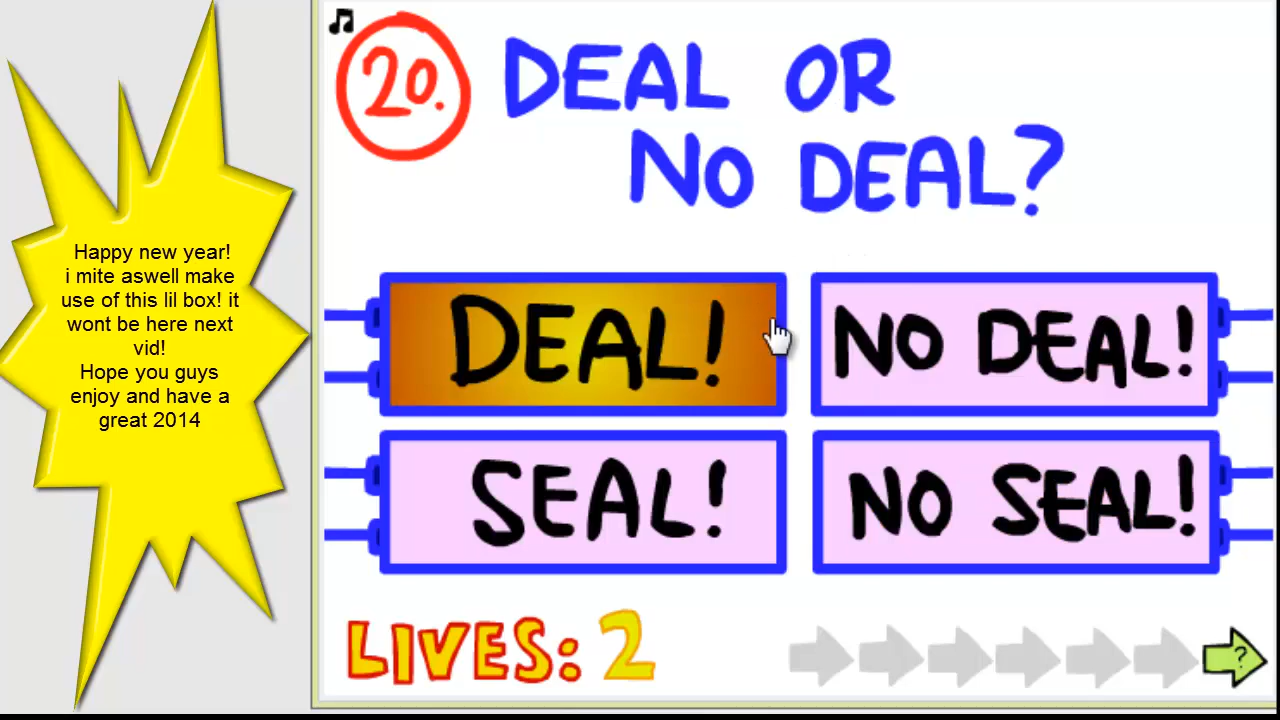 20.
DEAL OR
NO DEAL?
Happy new year!
i mite aswell make
use of this lil box! it
wont be here next
vid!
Hope you guys
enjoy and have a
great 2014
DEAL!
NO DEAL!
SEAL!
NO SEAL!
LIVES: 2
?